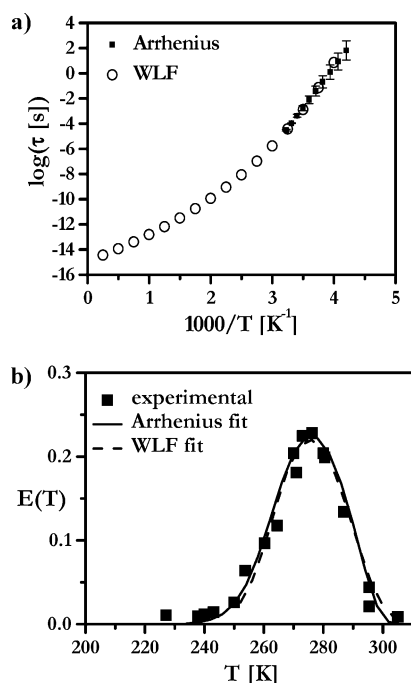 a)
4
2
0
-2
-4
-6
-8
-10
-12
-14
-16
log(τ [s])
Arrhenius
WLF
0 1 2 3 4 5
1000/T [K⁻¹]
b)
0.3
0.2
0.1
0.0
E(T)
experimental
Arrhenius fit
WLF fit
200 220 240 260 280 300
T [K]